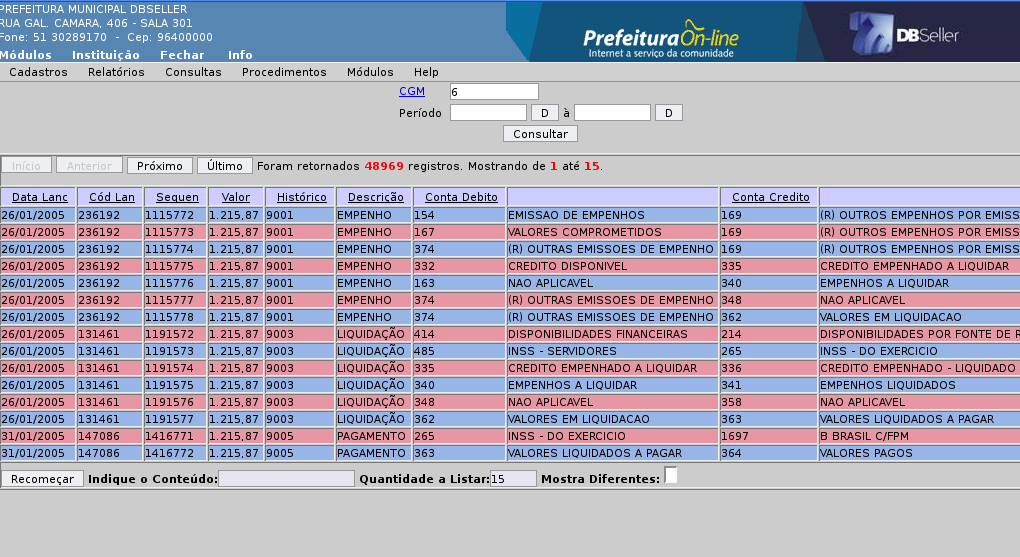 PREFEITURA MUNICIPAL DBSELLER
RUA GAL. CAMARA, 406 - SALA 301
Fone: 51 30289170 - Cep: 96400000
Prefeitura On-line
Internet a serviço da comunidade
DBSeller
Módulos Instituição Fechar Info
Cadastros Relatórios Consultas Procedimentos Módulos Help
CGM 6
Período D à D
Consultar
Início Anterior Próximo Último Foram retornados 48969 registros. Mostrando de 1 até 15.
Data Lanc Cód Lan Sequen Valor Histórico Descrição Conta Debito Conta Credito
26/01/2005 236192 1115772 1.215,87 9001 EMPENHO 154 EMISSAO DE EMPENHOS 169 (R) OUTROS EMPENHOS POR EMISS
26/01/2005 236192 1115773 1.215,87 9001 EMPENHO 167 VALORES COMPROMETIDOS 169 (R) OUTROS EMPENHOS POR EMISS
26/01/2005 236192 1115774 1.215,87 9001 EMPENHO 374 (R) OUTRAS EMISSOES DE EMPENHO 169 (R) OUTROS EMPENHOS POR EMISS
26/01/2005 236192 1115775 1.215,87 9001 EMPENHO 332 CREDITO DISPONIVEL 335 CREDITO EMPENHADO A LIQUIDAR
26/01/2005 236192 1115776 1.215,87 9001 EMPENHO 163 NAO APLICAVEL 340 EMPENHOS A LIQUIDAR
26/01/2005 236192 1115777 1.215,87 9001 EMPENHO 374 (R) OUTRAS EMISSOES DE EMPENHO 348 NAO APLICAVEL
26/01/2005 236192 1115778 1.215,87 9001 EMPENHO 374 (R) OUTRAS EMISSOES DE EMPENHO 362 VALORES EM LIQUIDACAO
26/01/2005 131461 1191572 1.215,87 9003 LIQUIDAÇÃO 414 DISPONIBILIDADES FINANCEIRAS 214 DISPONIBILIDADES POR FONTE DE R
26/01/2005 131461 1191573 1.215,87 9003 LIQUIDAÇÃO 485 INSS - SERVIDORES 265 INSS - DO EXERCICIO
26/01/2005 131461 1191574 1.215,87 9003 LIQUIDAÇÃO 335 CREDITO EMPENHADO A LIQUIDAR 336 CREDITO EMPENHADO - LIQUIDADO
26/01/2005 131461 1191575 1.215,87 9003 LIQUIDAÇÃO 340 EMPENHOS A LIQUIDAR 341 EMPENHOS LIQUIDADOS
26/01/2005 131461 1191576 1.215,87 9003 LIQUIDAÇÃO 348 NAO APLICAVEL 358 NAO APLICAVEL
26/01/2005 131461 1191577 1.215,87 9003 LIQUIDAÇÃO 362 VALORES EM LIQUIDACAO 363 VALORES LIQUIDADOS A PAGAR
31/01/2005 147086 1416771 1.215,87 9005 PAGAMENTO 265 INSS - DO EXERCICIO 1697 B BRASIL C/FPM
31/01/2005 147086 1416772 1.215,87 9005 PAGAMENTO 363 VALORES LIQUIDADOS A PAGAR 364 VALORES PAGOS
Recomeçar Indique o Conteúdo: Quantidade a Listar: 15 Mostra Diferentes: